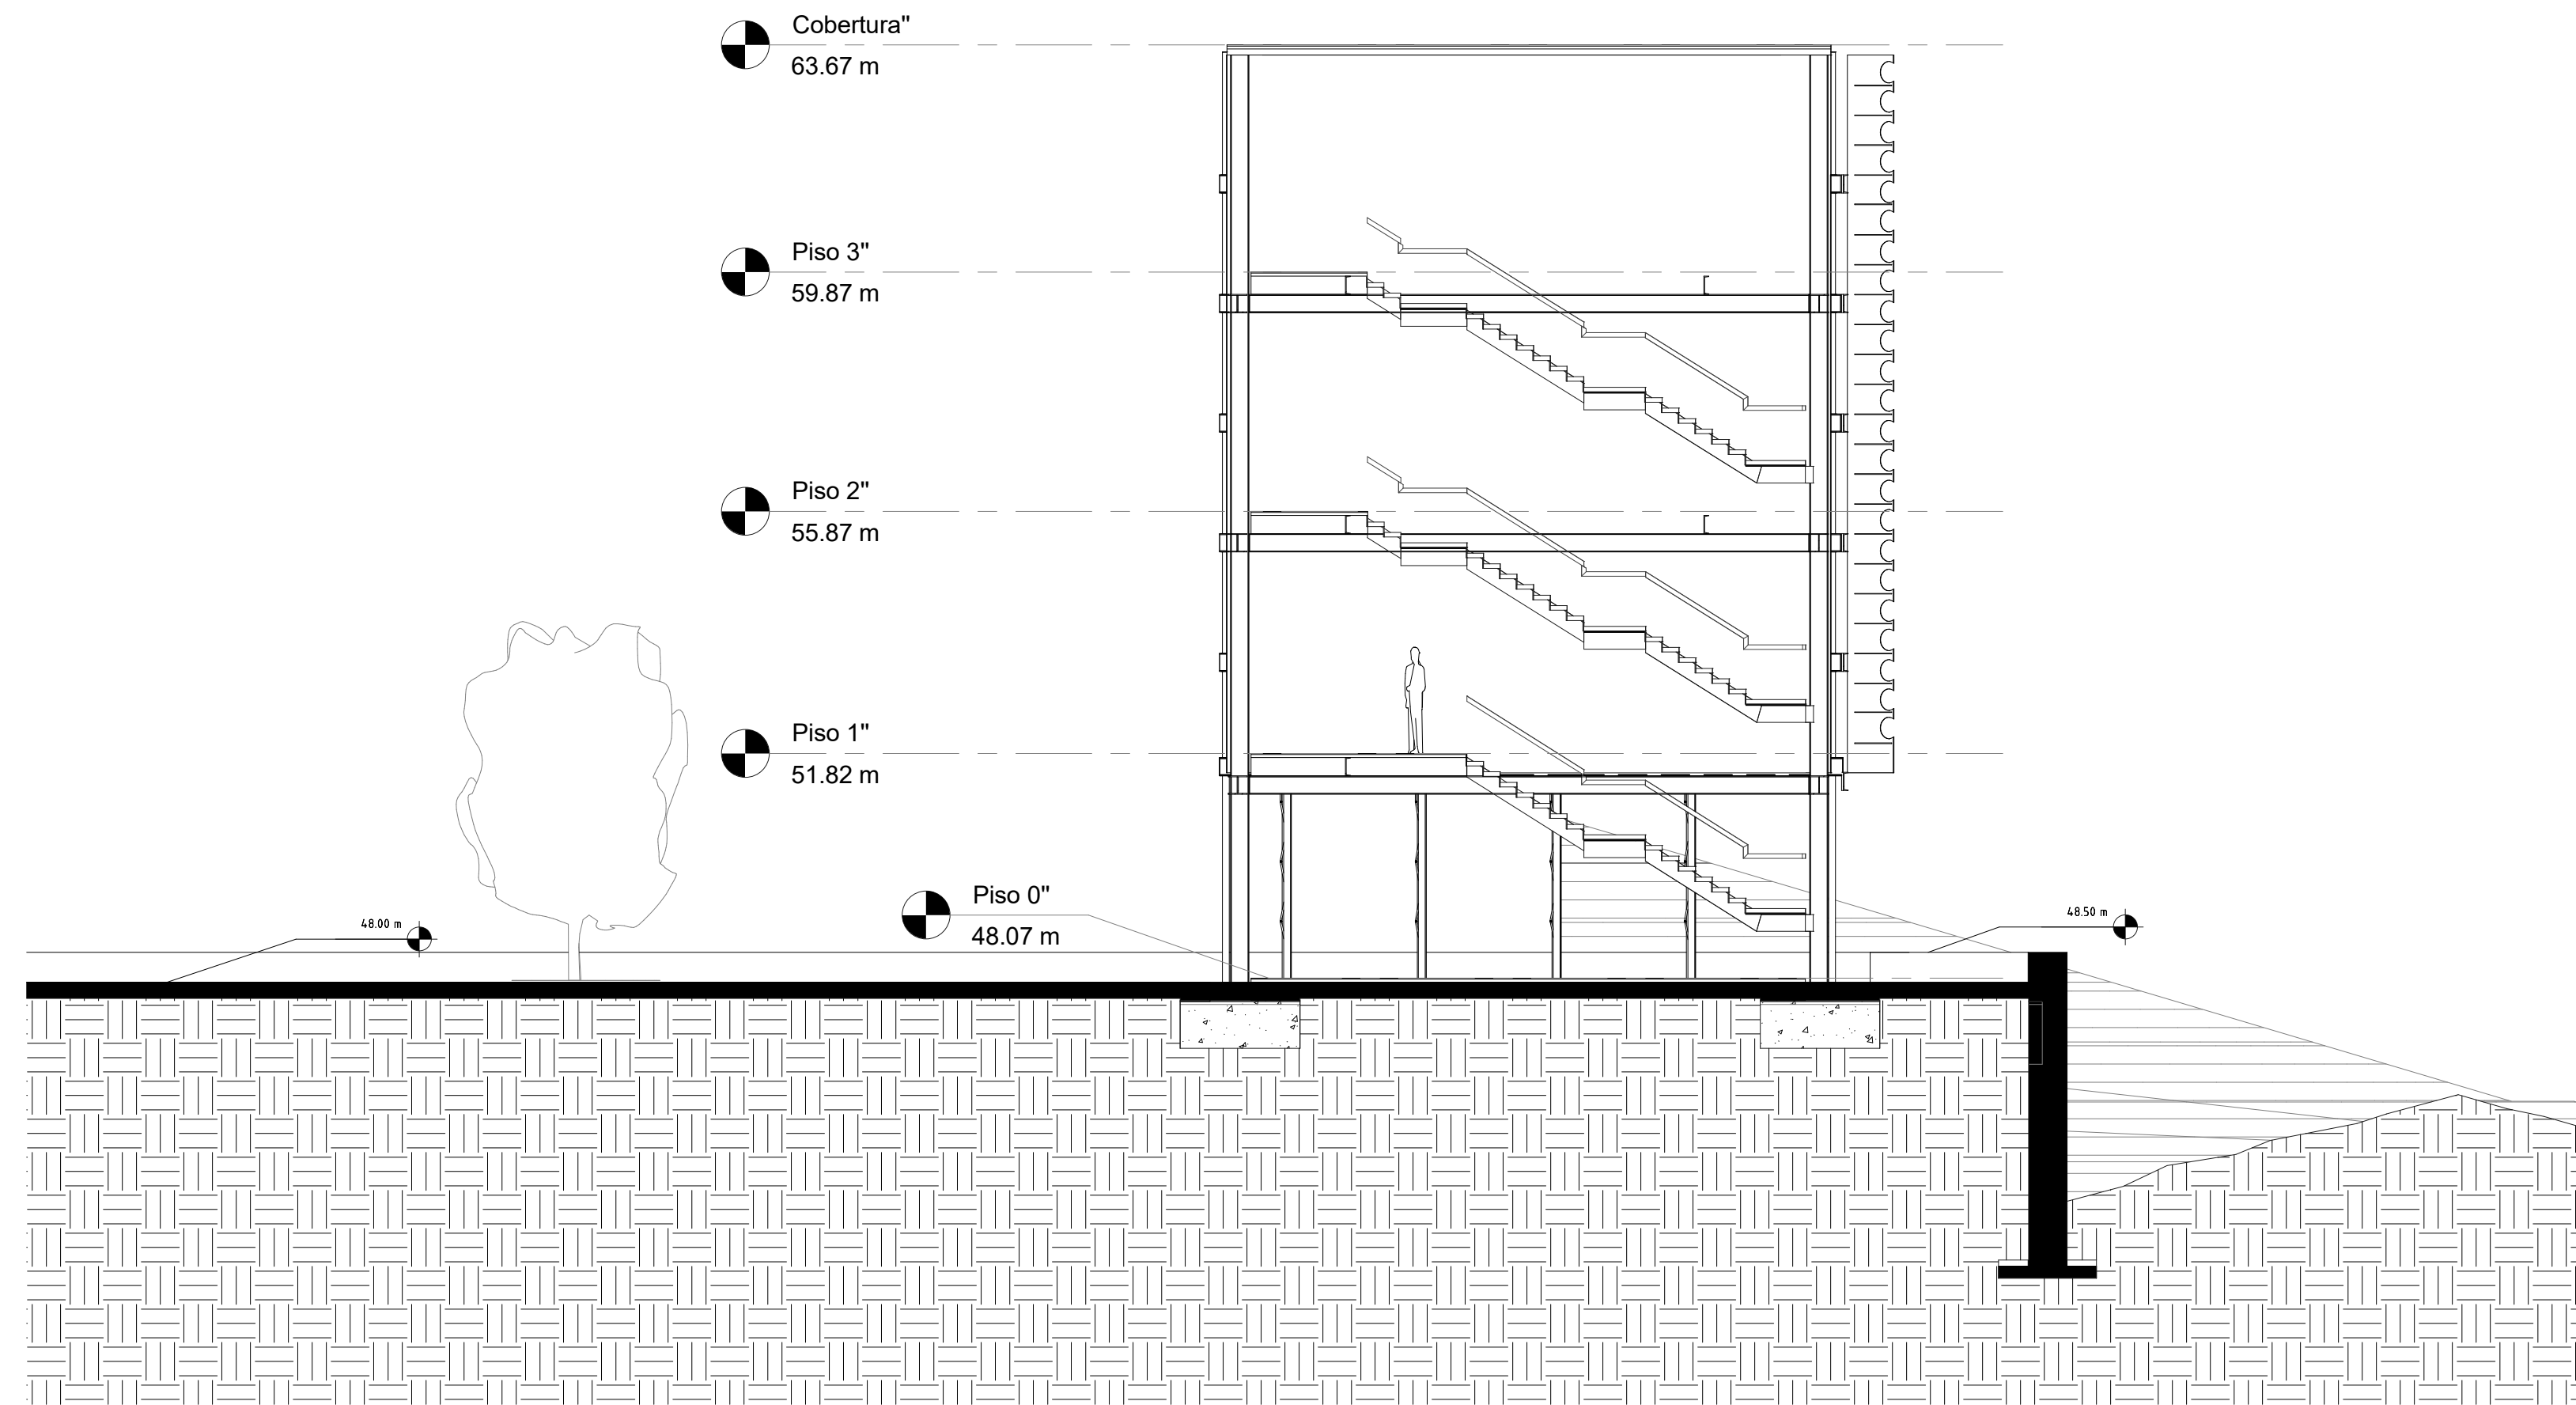 Cobertura"
63.67 m
Piso 3"
59.87 m
Piso 2"
55.87 m
Piso 1"
51.82 m
Piso 0"
48.07 m
48.00 m
48.50 m